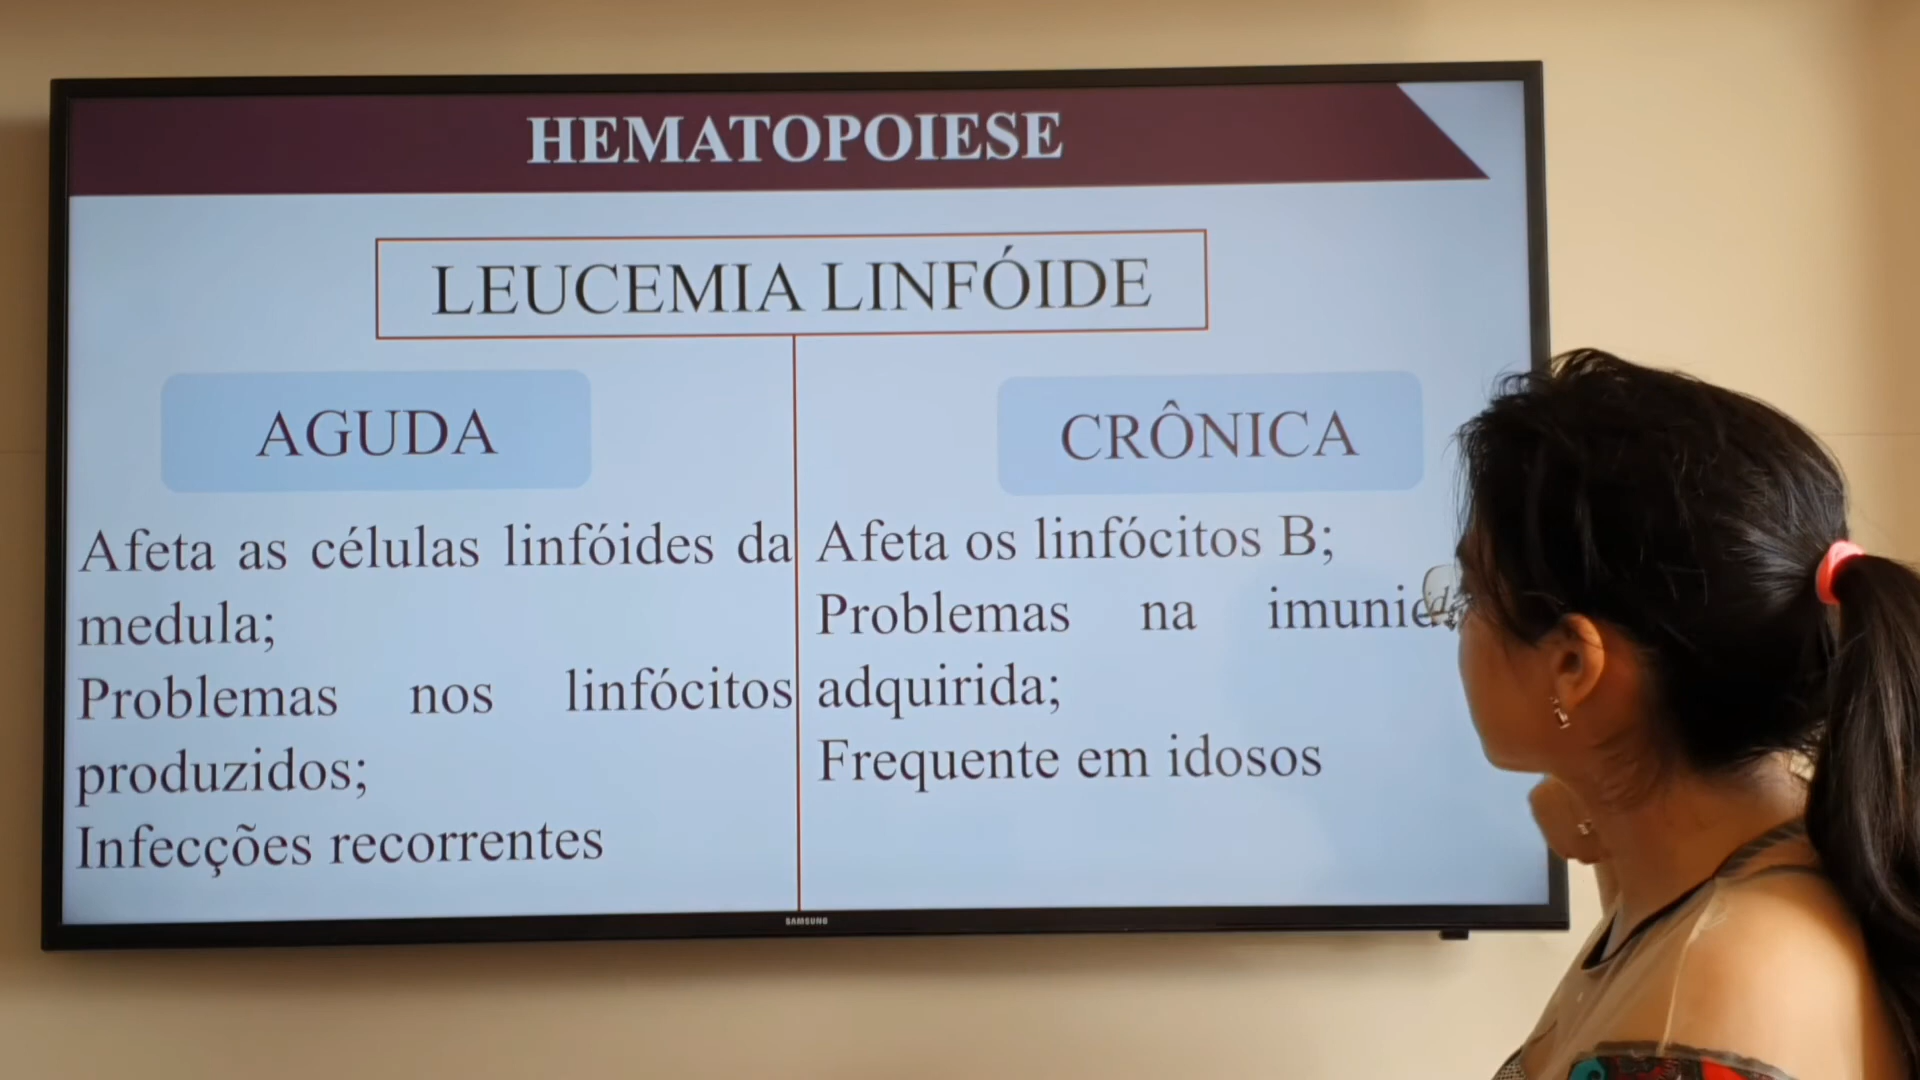 HEMATOPOIESE
LEUCEMIA LINFÓIDE
AGUDA
Afeta as células linfóides da
medula;
Problemas nos linfócitos
produzidos;
Infecções recorrentes
CRÔNICA
Afeta os linfócitos B;
Problemas na
adquirida;
Frequente em idosos
SAMSUNG